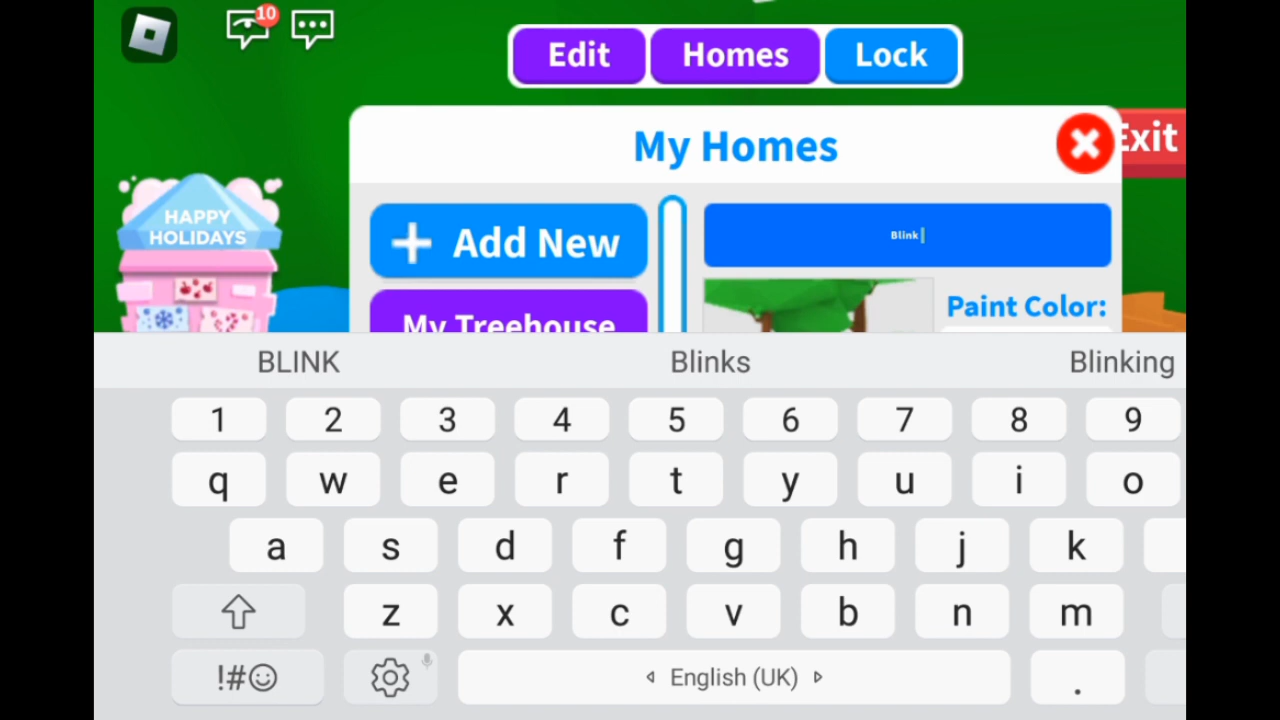 10
Edit Homes Lock
My Homes
Exit
HAPPY
HOLIDAYS
Add New
Blink
My Treehouse
Paint Color:
BLINK Blinks Blinking
1 2 3 4 5 6 7 8 9
q w e r t y u i o
a s d f g h j k
z x c v b n m
!#☺ English (UK) .